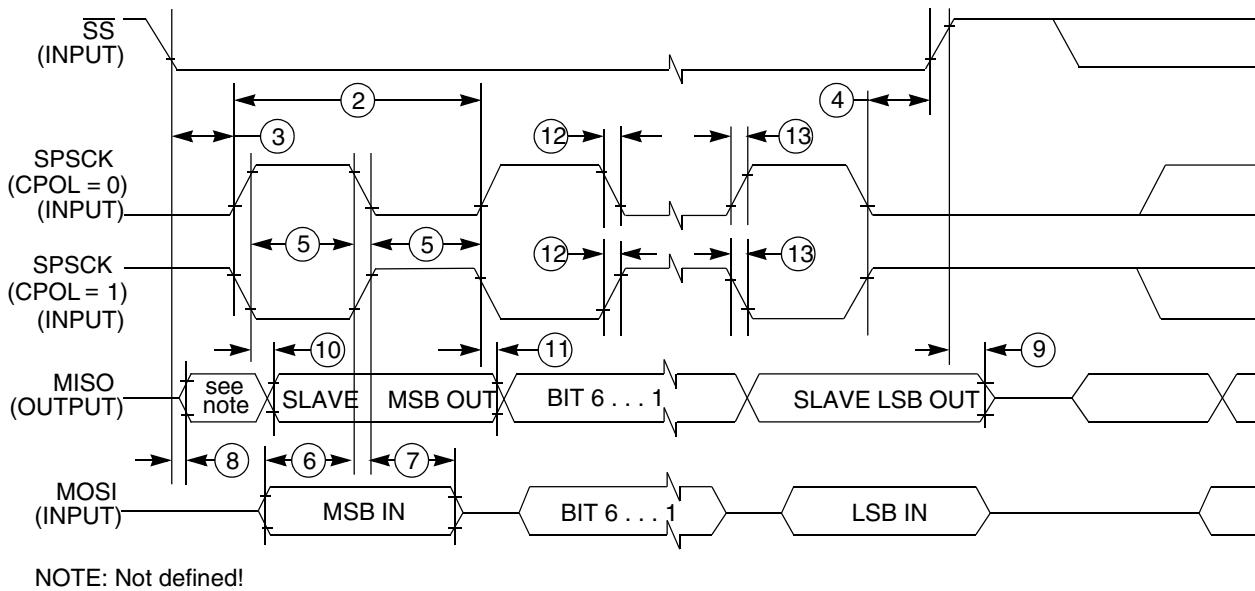 SS
(INPUT)
2
4
3
12
13
SPSCK
(CPOL = 0)
(INPUT)
5
5
SPSCK
(CPOL = 1)
(INPUT)
12
13
10
11
9
MISO
(OUTPUT)
see
note
SLAVE
MSB OUT
BIT 6 . . . 1
SLAVE LSB OUT
8
6
7
MOSI
(INPUT)
MSB IN
BIT 6 . . . 1
LSB IN
NOTE: Not defined!